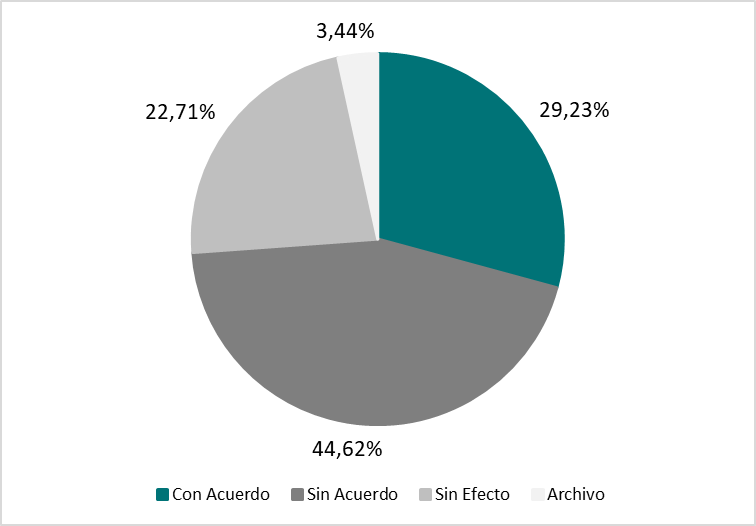 3,44%
29,23%
22,71%
44,62%
Con Acuerdo Sin Acuerdo Sin Efecto Archivo